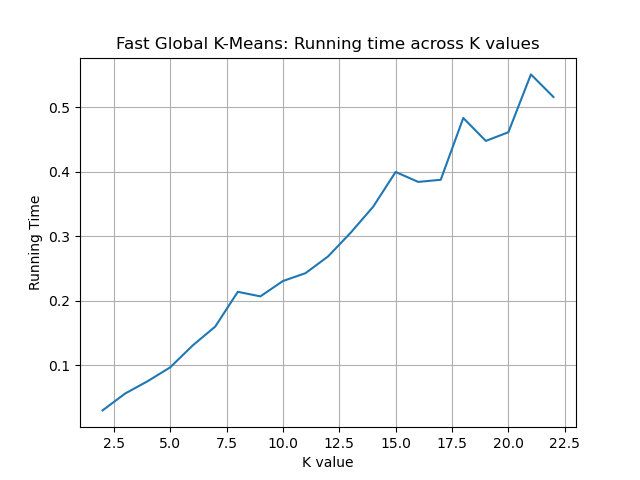 Fast Global K-Means: Running time across K values
Running Time
0.5
0.4
0.3
0.2
0.1
2.5 5.0 7.5 10.0 12.5 15.0 17.5 20.0 22.5
K value